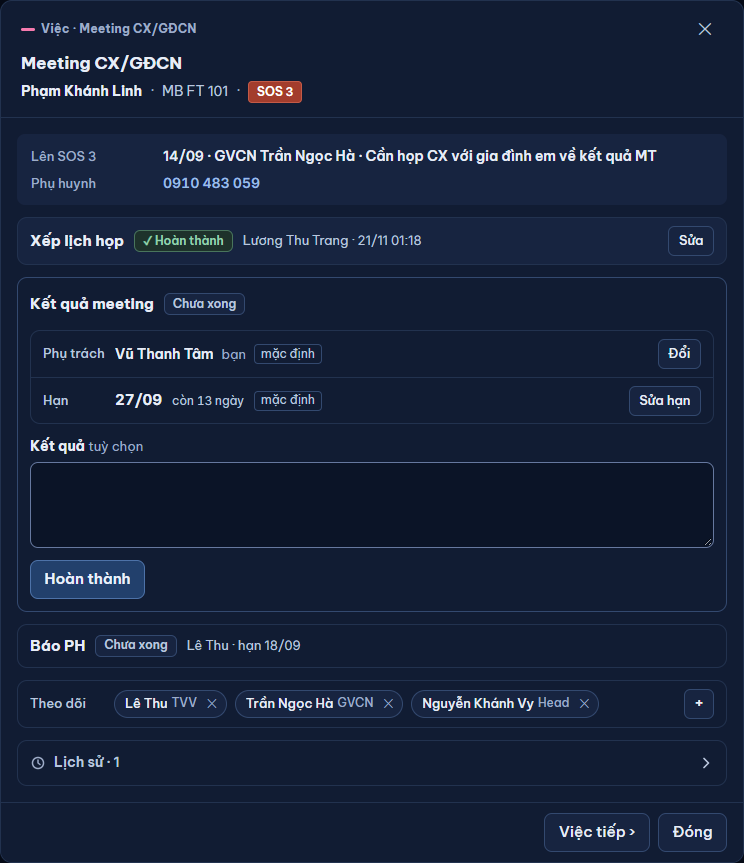 Việc · Meeting CX/GĐCN
Meeting CX/GĐCN
Phạm Khánh Linh · MB FT 101 · SOS 3
Lên SOS 3 14/09 · GVCN Trần Ngọc Hà · Cần họp CX với gia đình em về kết quả MT
Phụ huynh 0910 483 059
Xếp lịch họp ✓ Hoàn thành Lương Thu Trang · 21/11 01:18 Sửa
Kết quả meeting Chưa xong
Phụ trách Vũ Thanh Tâm bạn mặc định Đổi
Hạn 27/09 còn 13 ngày mặc định Sửa hạn
Kết quả tuỳ chọn
Hoàn thành
Báo PH Chưa xong Lê Thu · hạn 18/09
Theo dõi Lê Thu TVV × Trần Ngọc Hà GVCN × Nguyễn Khánh Vy Head × +
Lịch sử · 1
Việc tiếp › Đóng